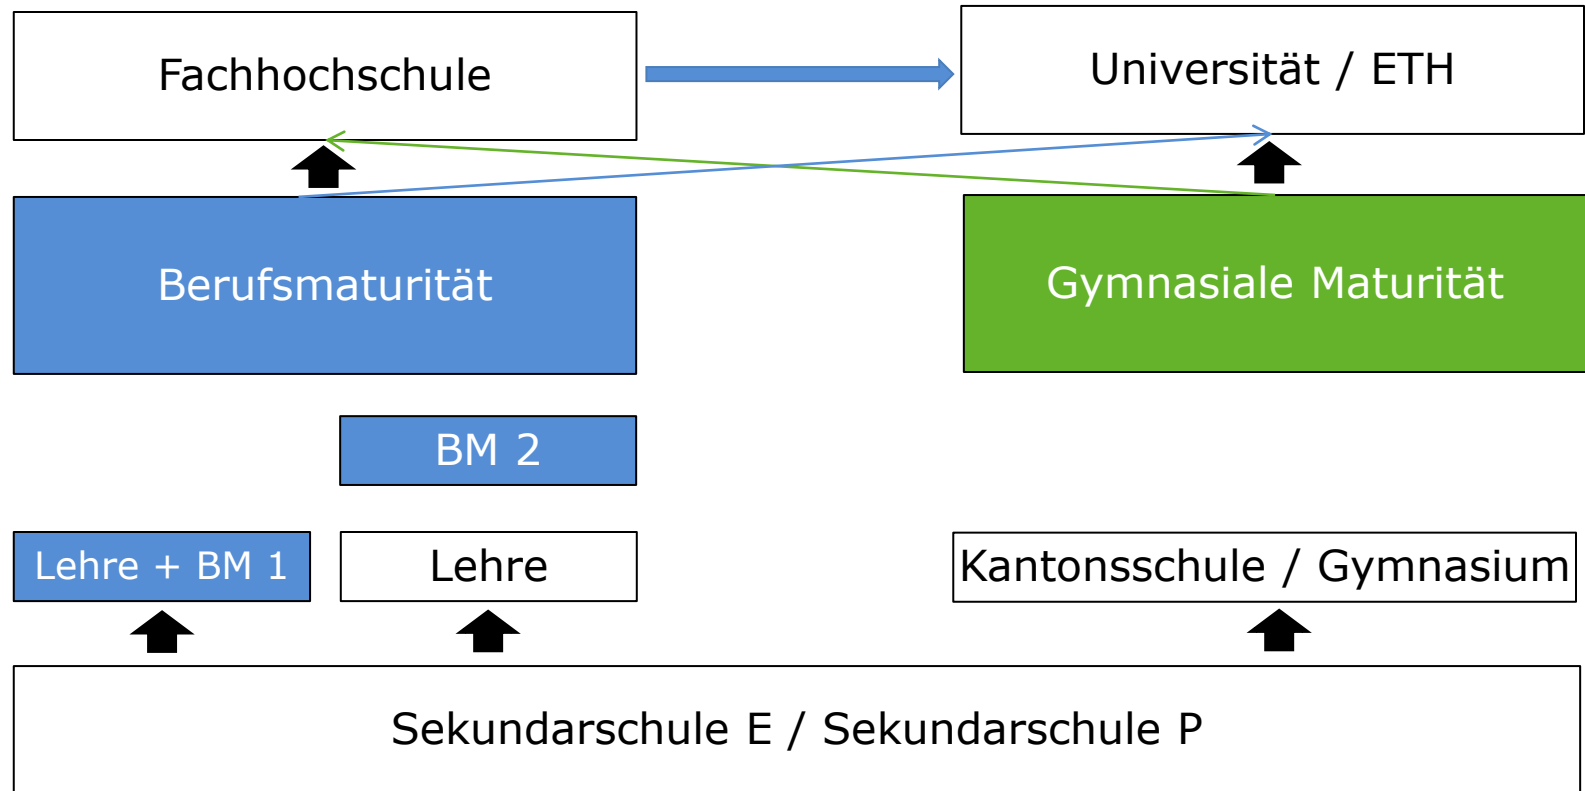 Fachhochschule
Universität / ETH
Berufsmaturität
Gymnasiale Maturität
BM 2
Lehre + BM 1
Lehre
Kantonsschule / Gymnasium
Sekundarschule E / Sekundarschule P